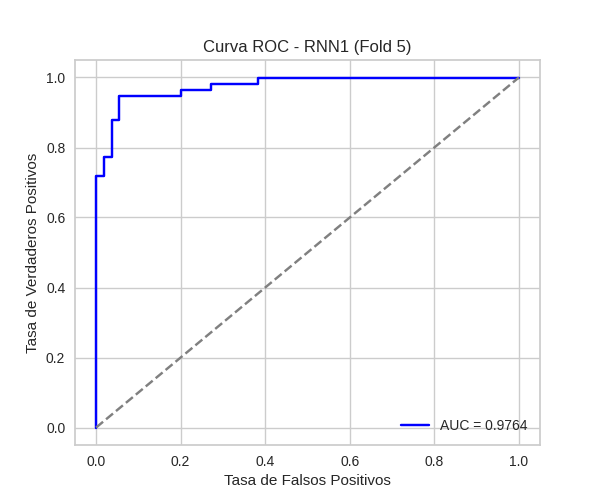 Curva ROC - RNN1 (Fold 5)
1.0
0.8
0.6
0.4
0.2
0.0
Tasa de Verdaderos Positivos
AUC = 0.9764
0.0 0.2 0.4 0.6 0.8 1.0
Tasa de Falsos Positivos